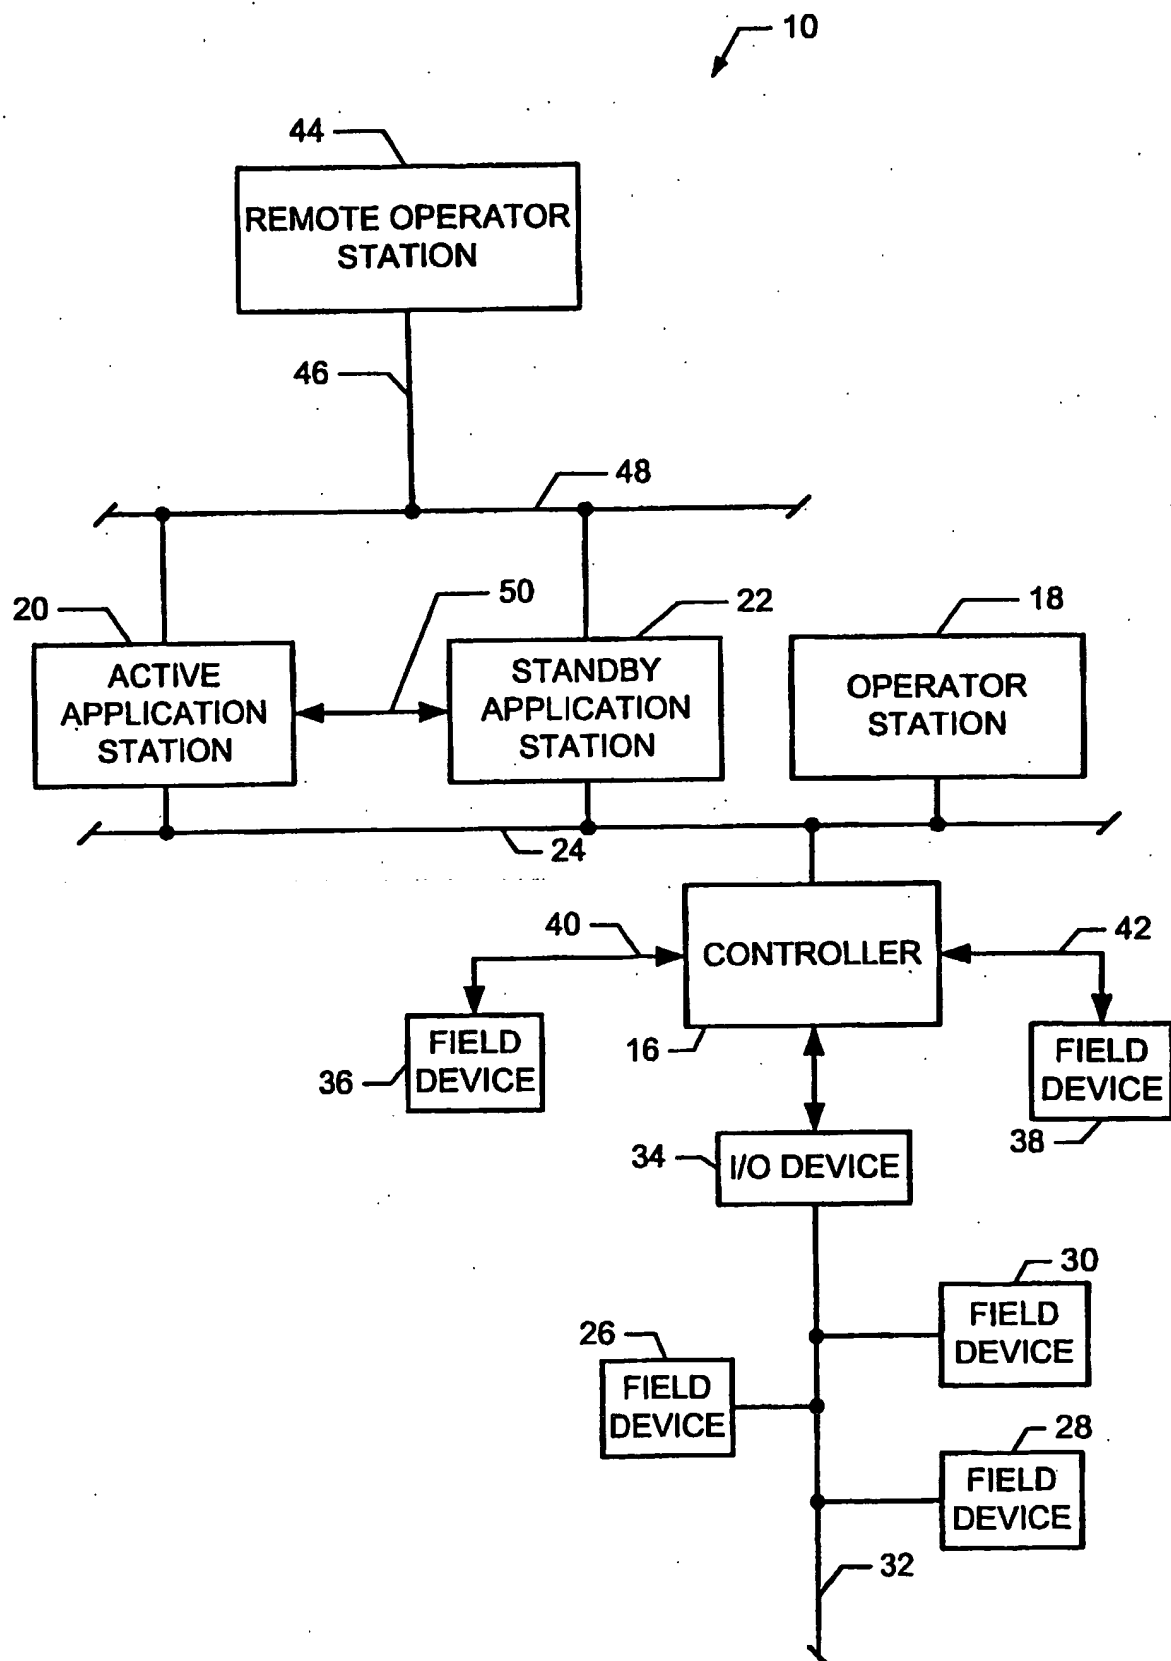 10
44
REMOTE OPERATOR
STATION
46
48
20
50
22
18
ACTIVE
APPLICATION
STATION
STANDBY
APPLICATION
STATION
OPERATOR
STATION
24
40
CONTROLLER
42
16
36
FIELD
DEVICE
FIELD
DEVICE
38
34
I/O DEVICE
30
FIELD
DEVICE
26
FIELD
DEVICE
28
FIELD
DEVICE
32